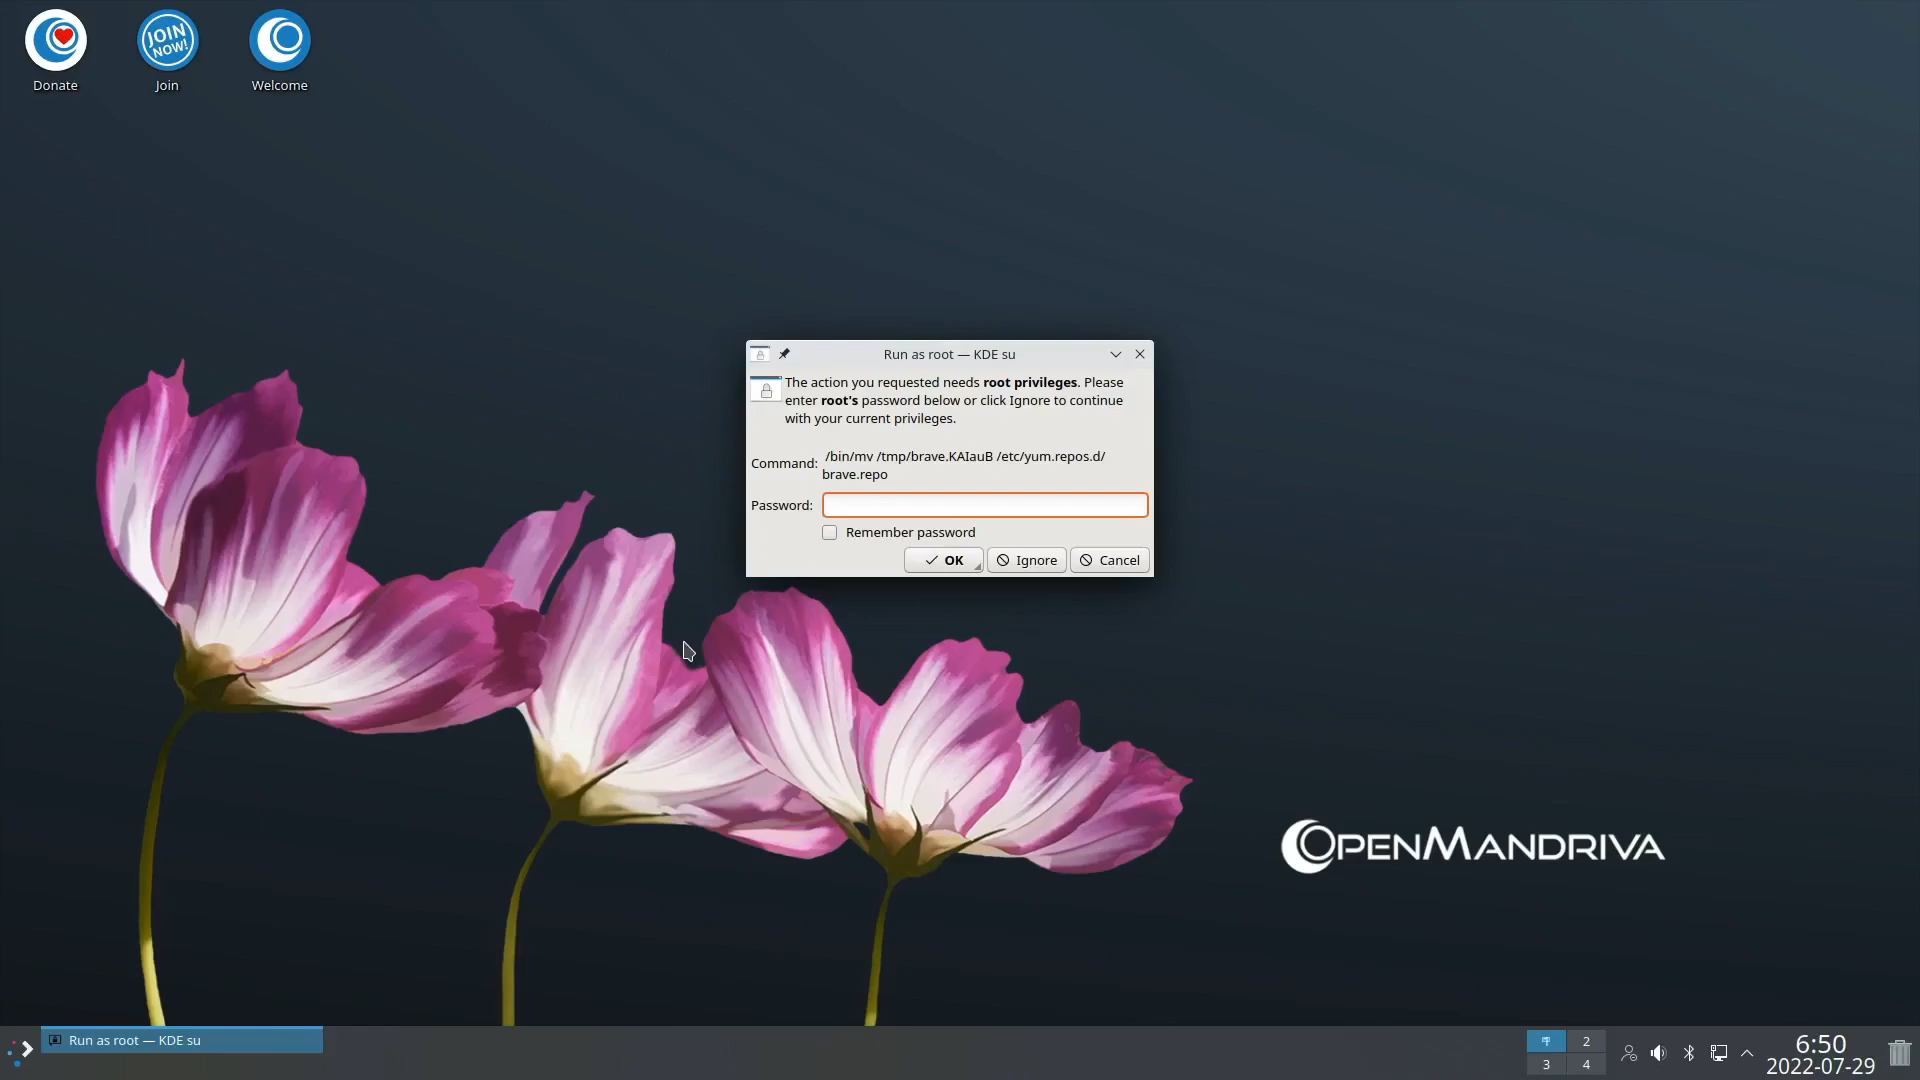 JOIN
NOW!
Donate
Join
Welcome
Run as root — KDE su
The action you requested needs root privileges. Please
enter root's password below or click Ignore to continue
with your current privileges.
Command: /bin/mv /tmp/brave.KAIauB /etc/yum.repos.d/
brave.repo
Password:
Remember password
OK
Ignore
Cancel
OPENMANDRIVA
Run as root — KDE su
2
3
4
6:50
2022-07-29